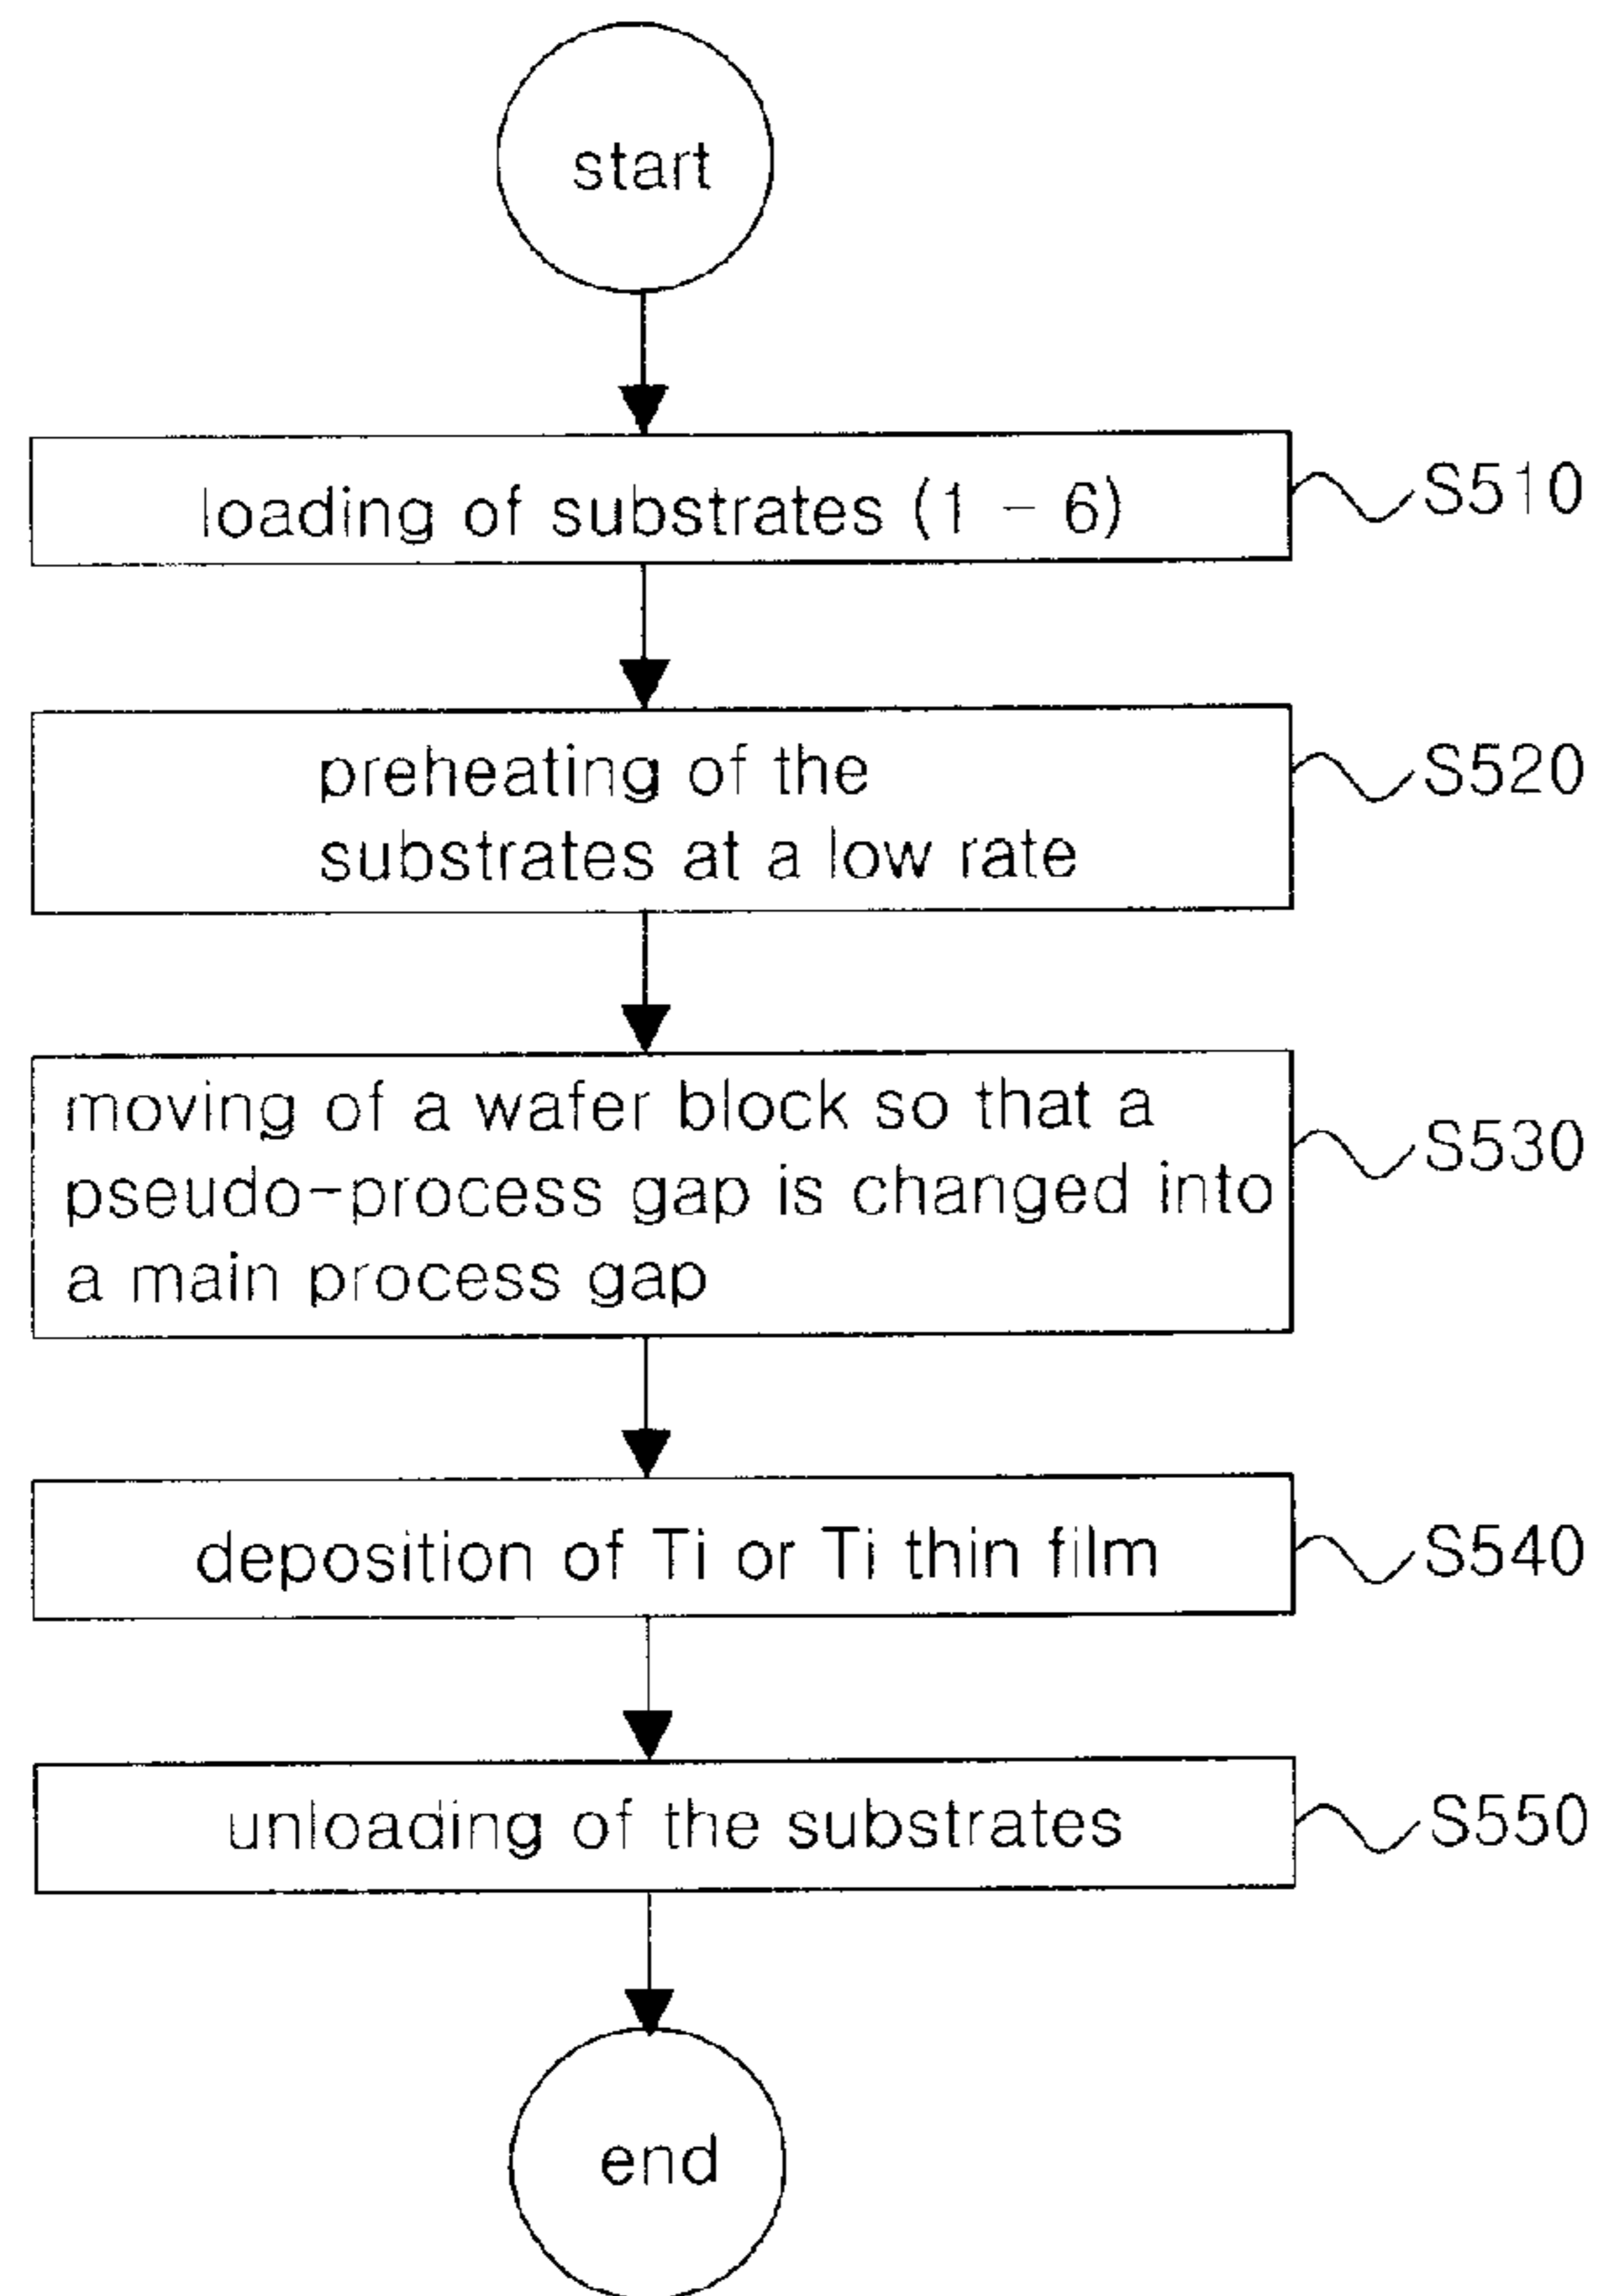 start
loading of substrates (1 - 6)
S510
preheating of the
substrates at a low rate
S520
moving of a wafer block so that a
pseudo-process gap is changed into
a main process gap
S530
deposition of Ti or Ti thin film
S540
unloading of the substrates
S550
end